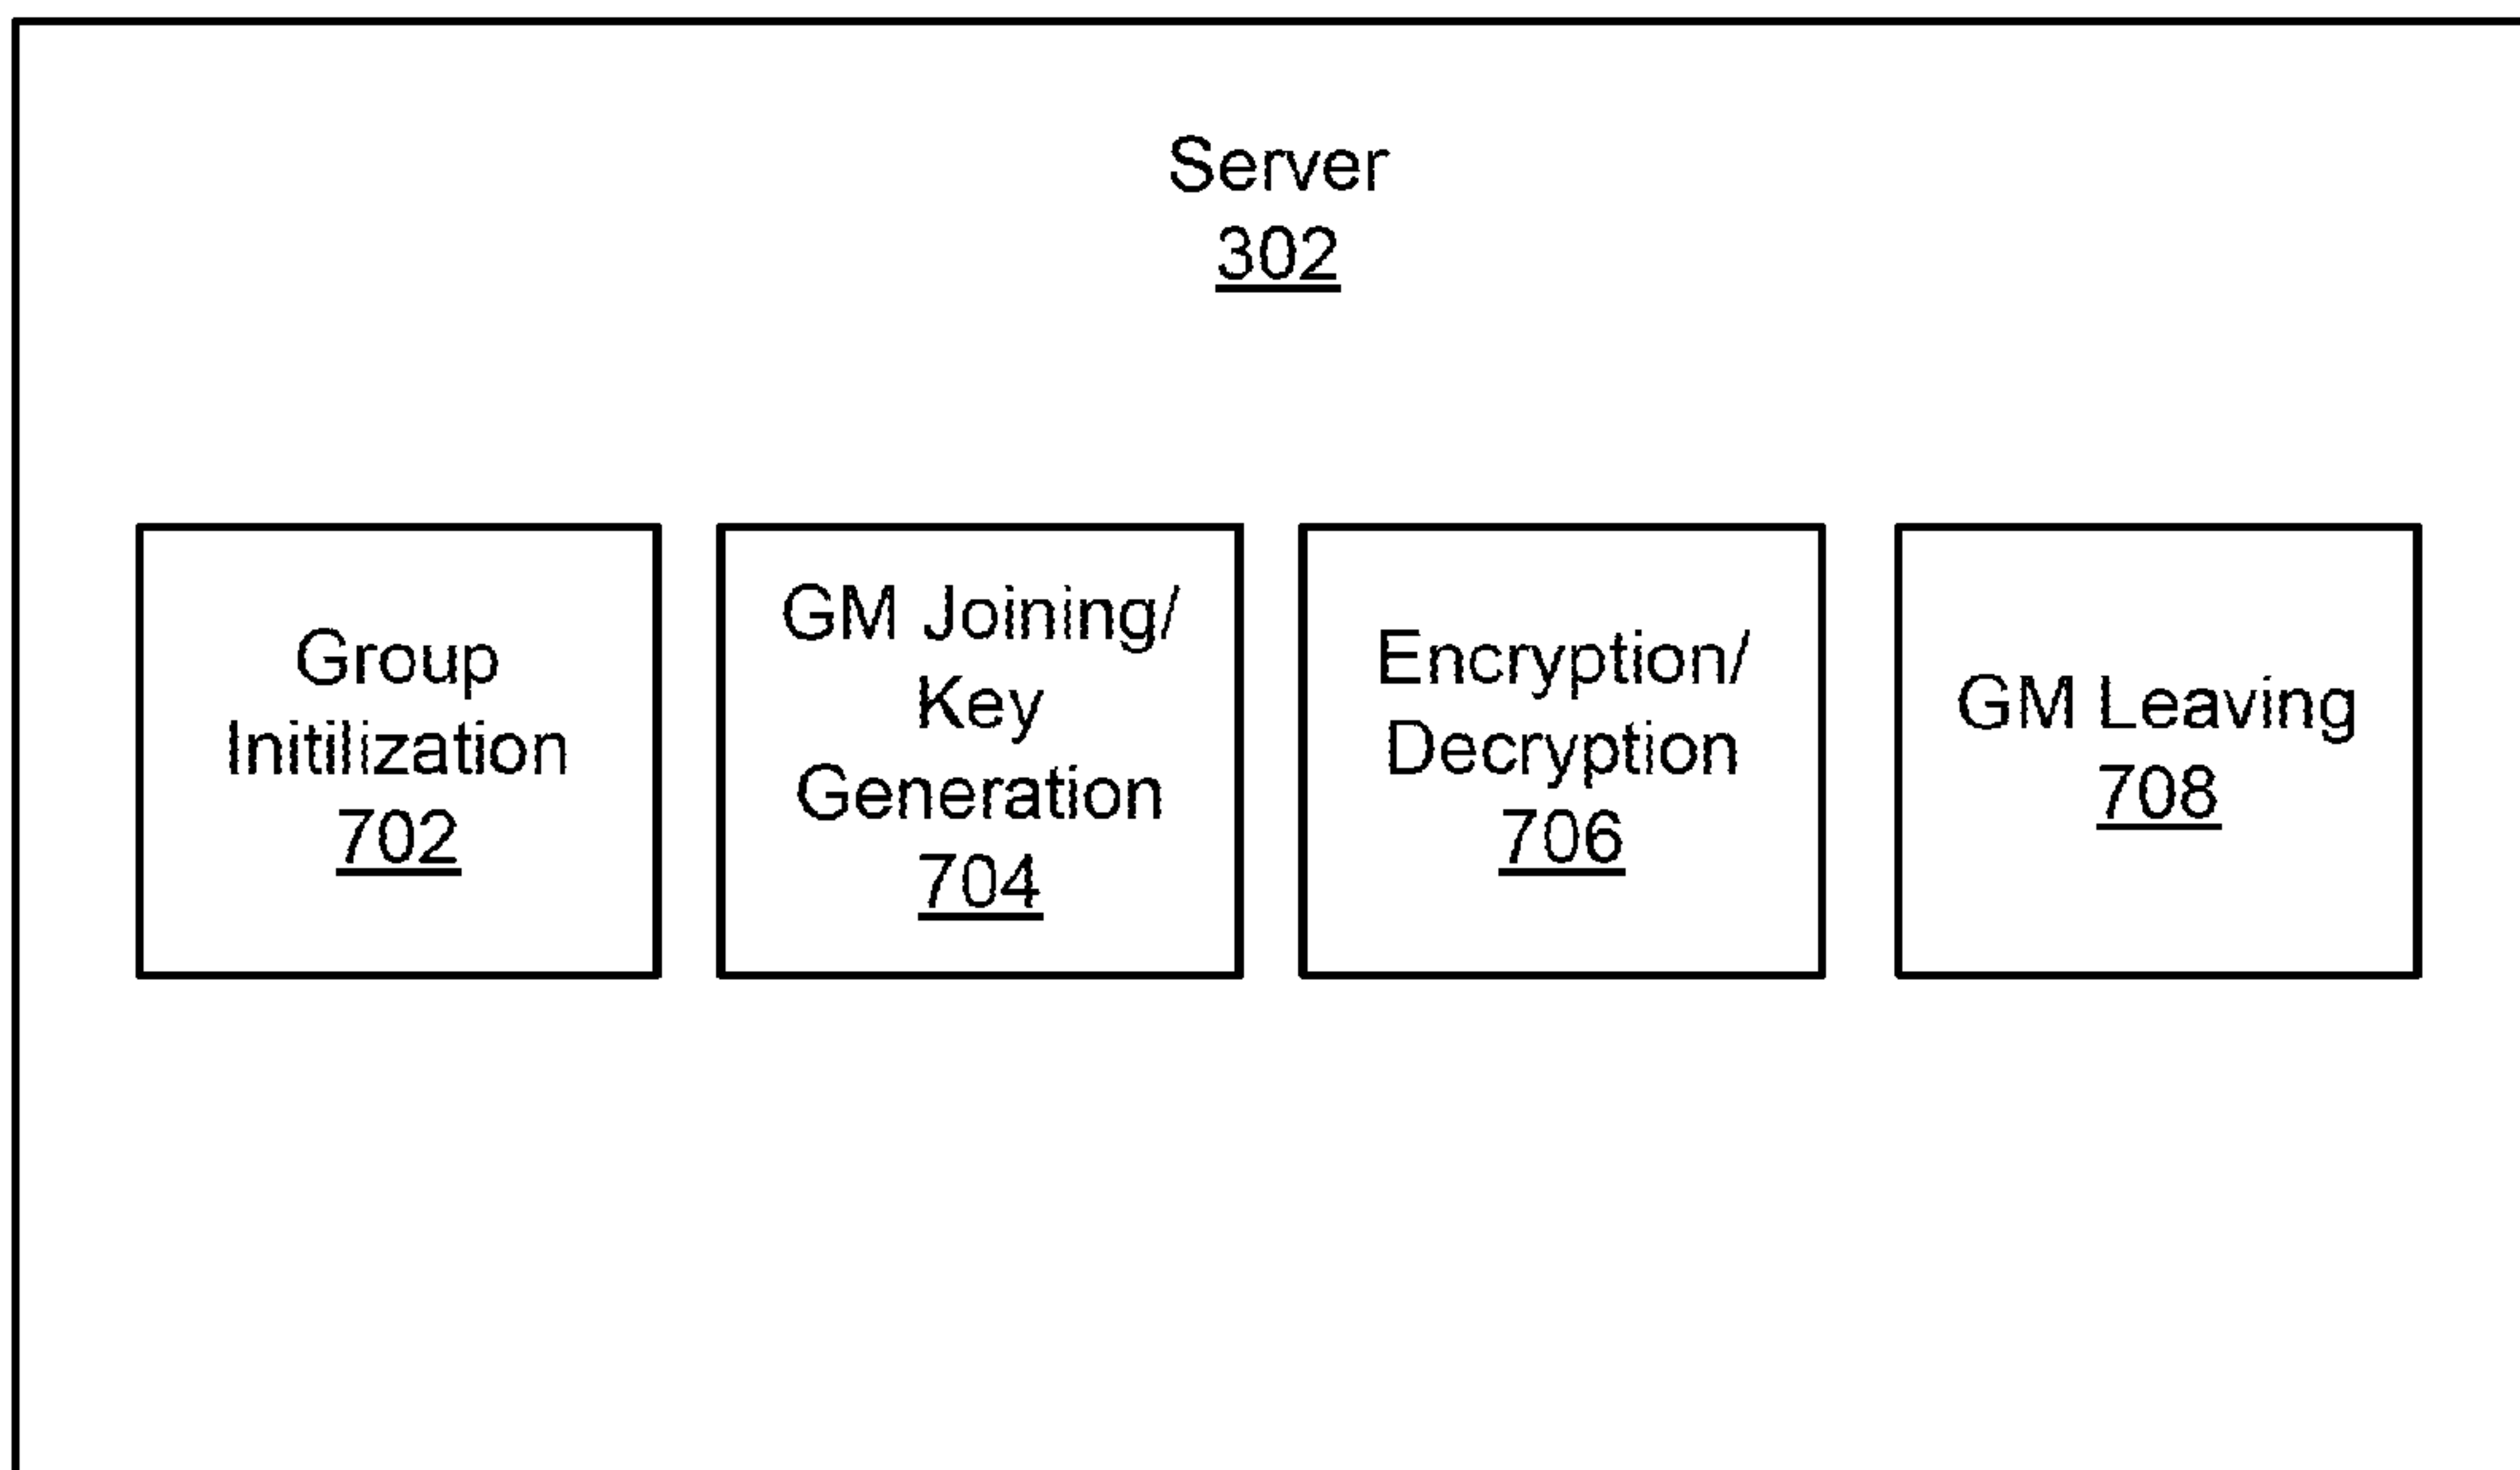 Server
302
Group
Initilization
702
GM Joining/
Key
Generation
704
Encryption/
Decryption
706
GM Leaving
708